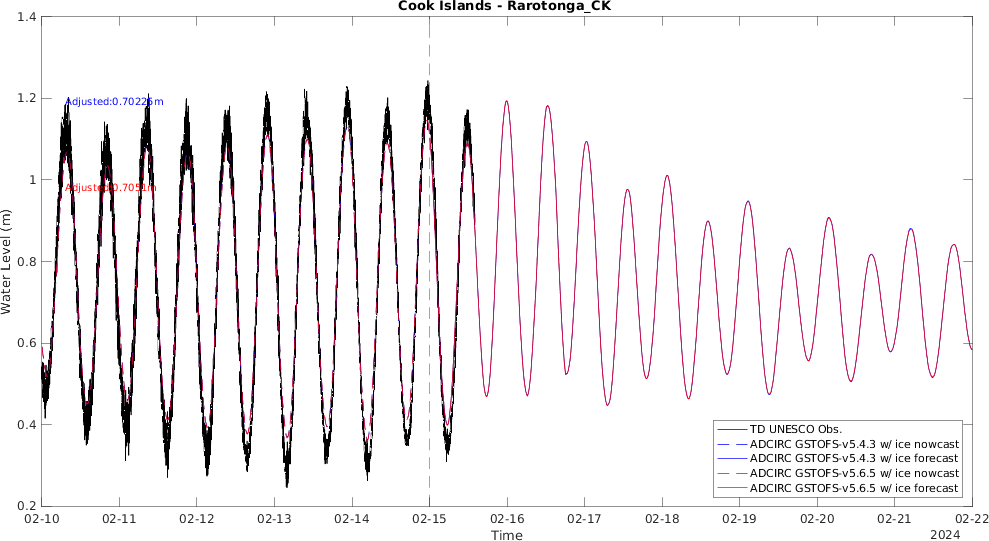 Cook Islands - Rarotonga_CK
1.4
1.2
1
0.8
0.6
0.4
0.2
Water Level (m)
Adjusted:0.70226m
Adjusted:0.7051m
TD UNESCO Obs.
ADCIRC GSTOFS-v5.4.3 w/ ice nowcast
ADCIRC GSTOFS-v5.4.3 w/ ice forecast
ADCIRC GSTOFS-v5.6.5 w/ ice nowcast
ADCIRC GSTOFS-v5.6.5 w/ ice forecast
02-10 02-11 02-12 02-13 02-14 02-15 02-16 02-17 02-18 02-19 02-20 02-21 02-22
Time
2024